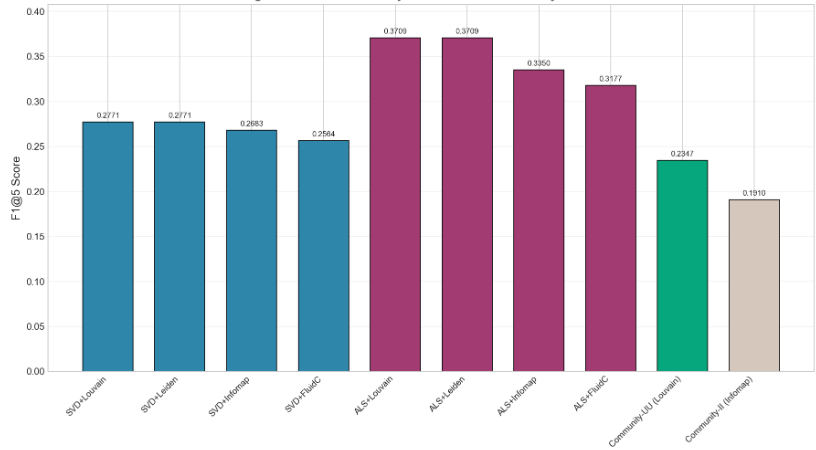 0.40
0.35
0.30
0.25
0.20
0.15
0.10
0.05
0.00
F1@5 Score
0.2771
0.2771
0.2683
0.2564
0.3709
0.3709
0.3350
0.3177
0.2347
0.1910
SVD+Louvain
SVD+Leiden
SVD+Infomap
SVD+FluidC
ALS+Louvain
ALS+Leiden
ALS+Infomap
ALS+FluidC
Community-UU (Louvain)
Community-II (Infomap)